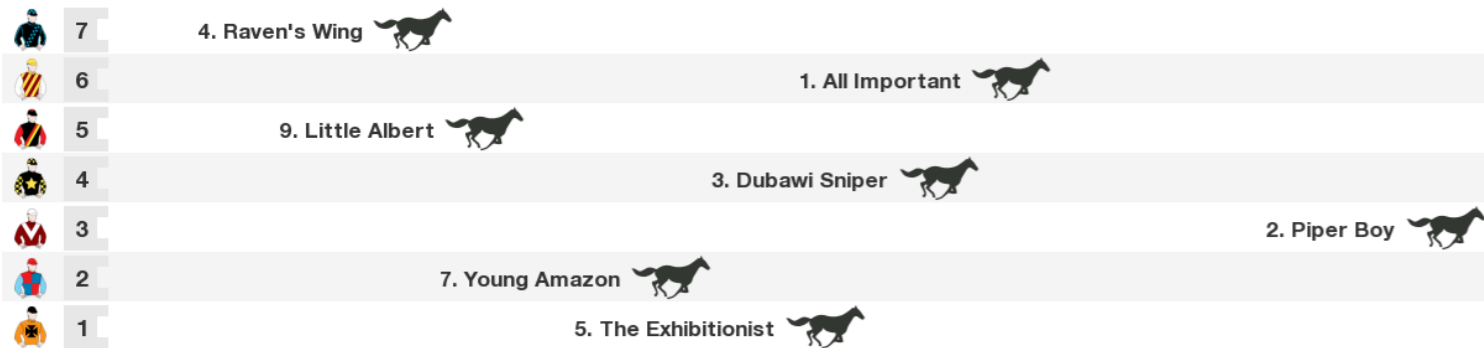 7 4. Raven's Wing
6 1. All Important
5 9. Little Albert
4 3. Dubawi Sniper
3 2. Piper Boy
2 7. Young Amazon
1 5. The Exhibitionist